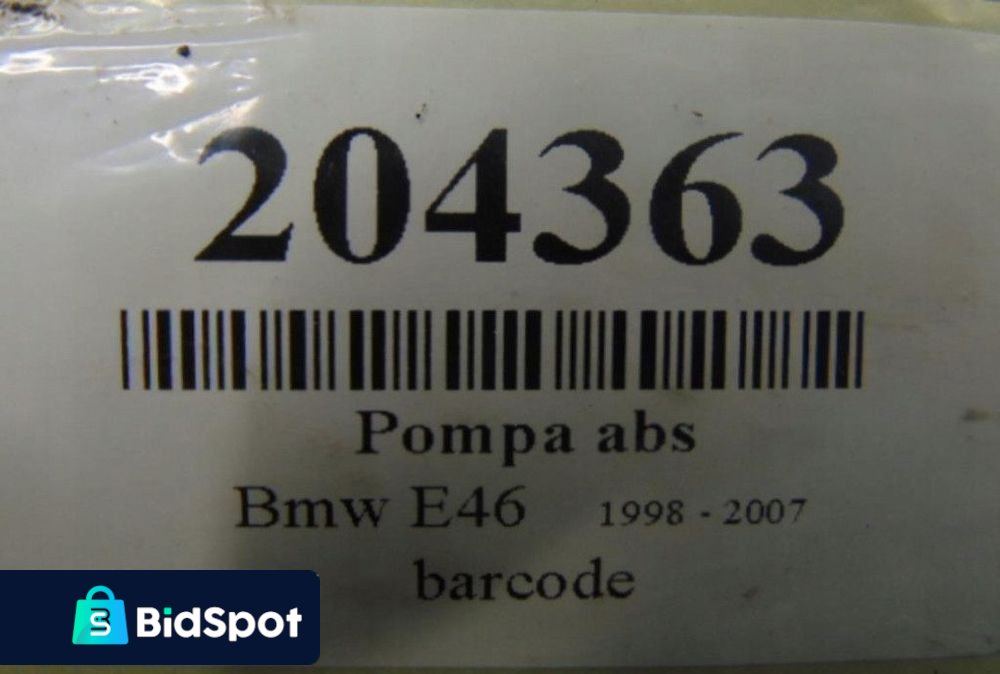 204363
Pompa abs
Bmw E46 1998 - 2007
barcode
BidSpot